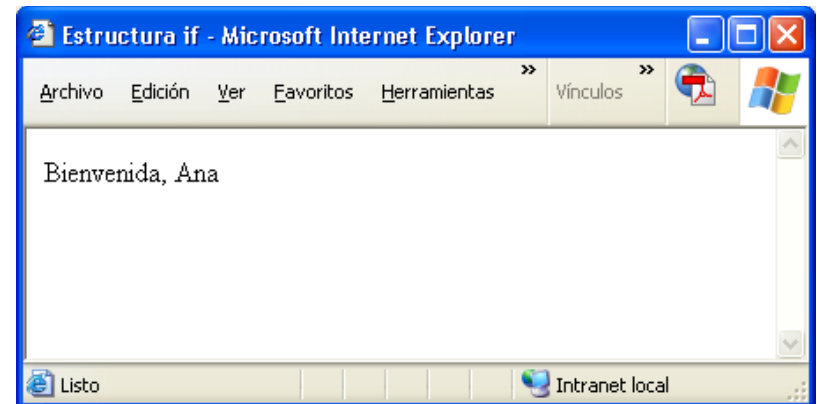 Estructura if - Microsoft Internet Explorer
Archivo Edición Ver Favoritos Herramientas » Vínculos »
Bienvenida, Ana
Listo Intranet local